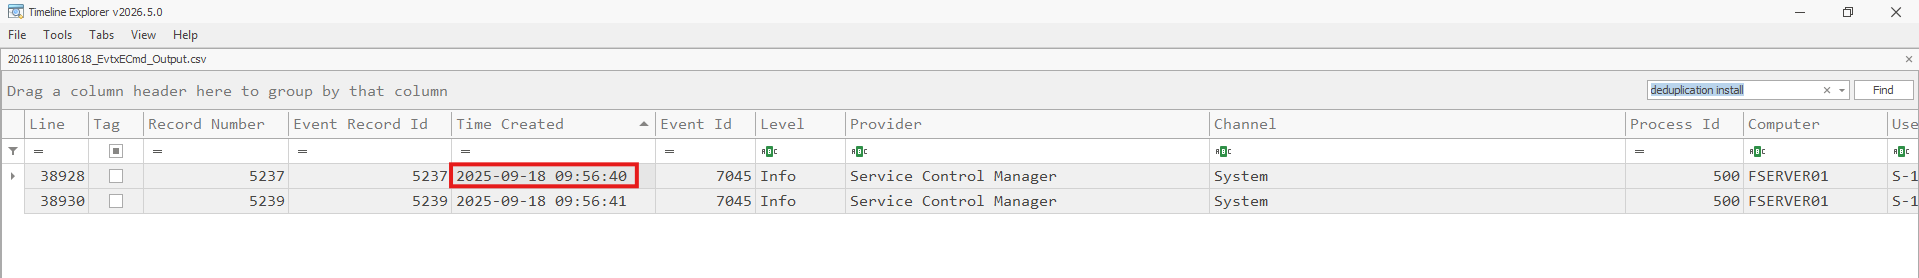 Timeline Explorer v2026.5.0
File Tools Tabs View Help
20261110180618_EvtxECmd_Output.csv
Drag a column header here to group by that column
deduplication install Find
Line Tag Record Number Event Record Id Time Created Event Id Level Provider Channel Process Id Computer Use
= = = = = =
38928 5237 5237 2025-09-18 09:56:40 7045 Info Service Control Manager System 500 FSERVER01 S-1
38930 5239 5239 2025-09-18 09:56:41 7045 Info Service Control Manager System 500 FSERVER01 S-1